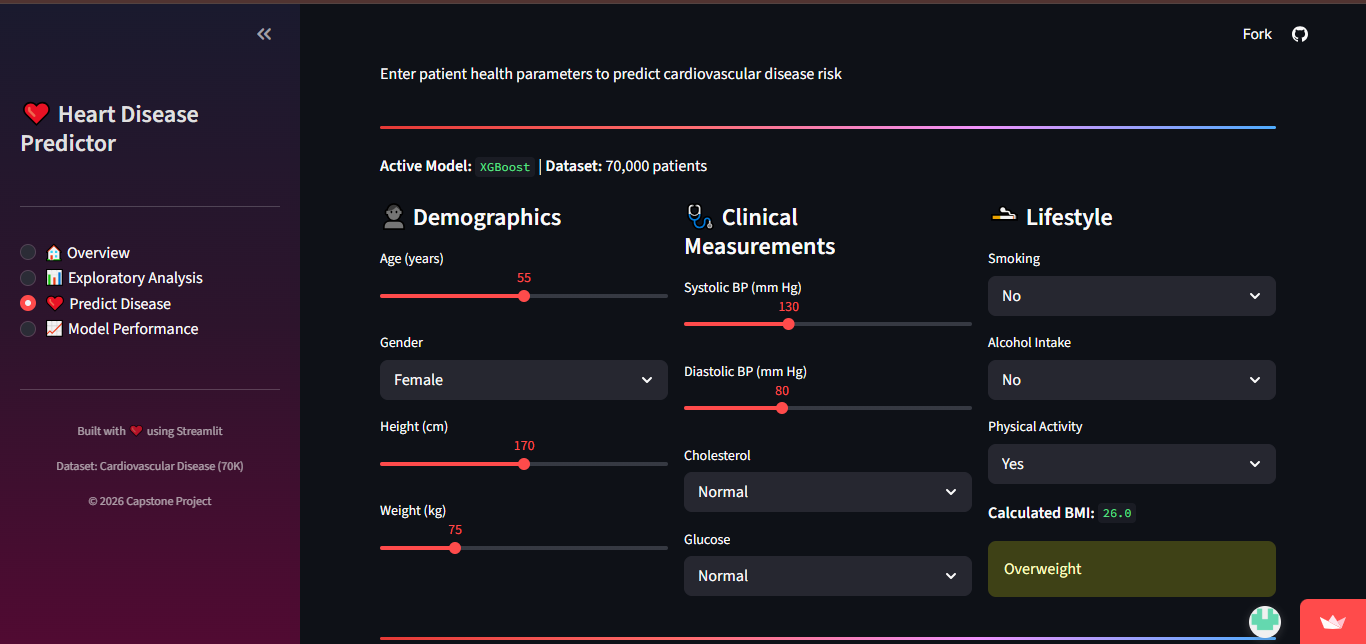 Fork
❤️ Heart Disease
Predictor
🏠 Overview
📊 Exploratory Analysis
❤️ Predict Disease
📈 Model Performance
Built with ❤️ using Streamlit
Dataset: Cardiovascular Disease (70K)
© 2026 Capstone Project
Enter patient health parameters to predict cardiovascular disease risk
Active Model: XGBoost | Dataset: 70,000 patients
Demographics
Age (years)
55
Gender
Female
Height (cm)
170
Weight (kg)
75
🩺 Clinical
Measurements
Systolic BP (mm Hg)
130
Diastolic BP (mm Hg)
80
Cholesterol
Normal
Glucose
Normal
🚬 Lifestyle
Smoking
No
Alcohol Intake
No
Physical Activity
Yes
Calculated BMI: 26.0
Overweight